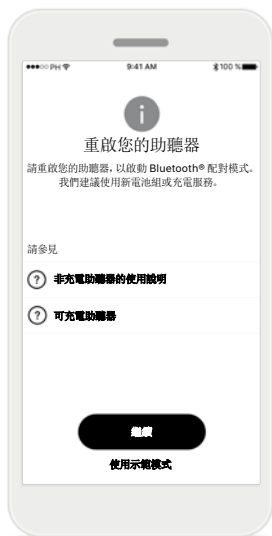 ●●●○○ PH 9:41 AM 100 %
重啟您的助聽器
請重啟您的助聽器，以啟動 Bluetooth® 配對模式。
我們建議使用新電池組或充電服務。
請參見
非充電助聽器的使用說明
可充電助聽器
繼續
使用示範模式